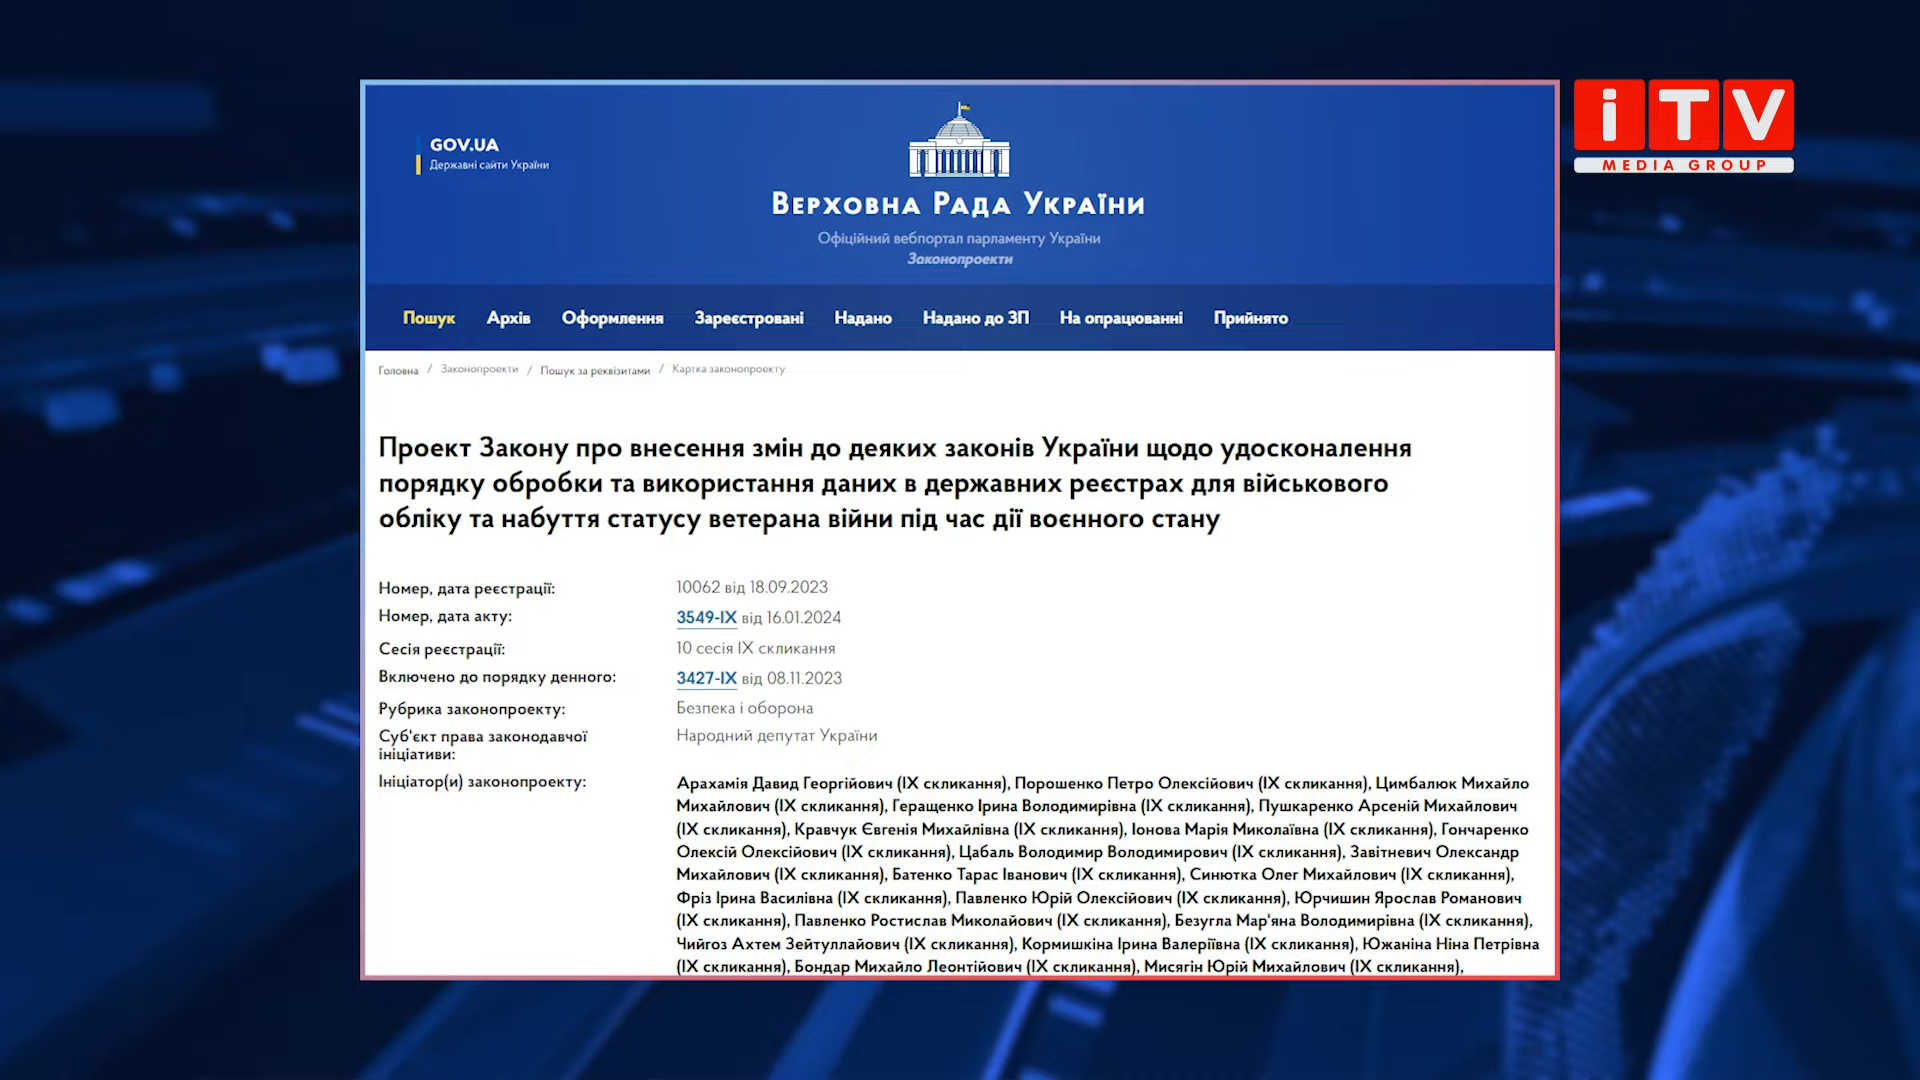 iTV
MEDIA GROUP
GOV.UA
Державні сайти України
Верховна Рада України
Офіційний вебпортал парламенту України
Законопроекти
Пошук Архів Оформлення Зареєстровані Надано Надано до ЗП На опрацюванні Прийнято
Головна / Законопроекти / Пошук за реквізитами / Картка законопроекту
Проект Закону про внесення змін до деяких законів України щодо удосконалення
порядку обробки та використання даних в державних реєстрах для військового
обліку та набуття статусу ветерана війни під час дії воєнного стану
Номер, дата реєстрації: 10062 від 18.09.2023
Номер, дата акту: 3549-IX від 16.01.2024
Сесія реєстрації: 10 сесія IX скликання
Включено до порядку денного: 3427-IX від 08.11.2023
Рубрика законопроекту: Безпека і оборона
Суб'єкт права законодавчої Народний депутат України
ініціативи:
Ініціатор(и) законопроекту: Арахамія Давид Георгійович (IX скликання), Порошенко Петро Олексійович (IX скликання), Цимбалюк Михайло
Михайлович (IX скликання), Геращенко Ірина Володимирівна (IX скликання), Пушкаренко Арсеній Михайлович
(IX скликання), Кравчук Євгенія Михайлівна (IX скликання), Іонова Марія Миколаївна (IX скликання), Гончаренко
Олексій Олексійович (IX скликання), Цабаль Володимир Володимирович (IX скликання), Завітневич Олександр
Михайлович (IX скликання), Батенко Тарас Іванович (IX скликання), Синютка Олег Михайлович (IX скликання),
Фріз Ірина Василівна (IX скликання), Павленко Юрій Олексійович (IX скликання), Юрчишин Ярослав Романович
(IX скликання), Павленко Ростислав Миколайович (IX скликання), Безугла Мар'яна Володимирівна (IX скликання),
Чийгоз Ахтем Зейтуллайович (IX скликання), Кормишкіна Ірина Валеріївна (IX скликання), Южаніна Ніна Петрівна
(IX скликання), Бондар Михайло Леонтійович (IX скликання), Мисягін Юрій Михайлович (IX скликання),